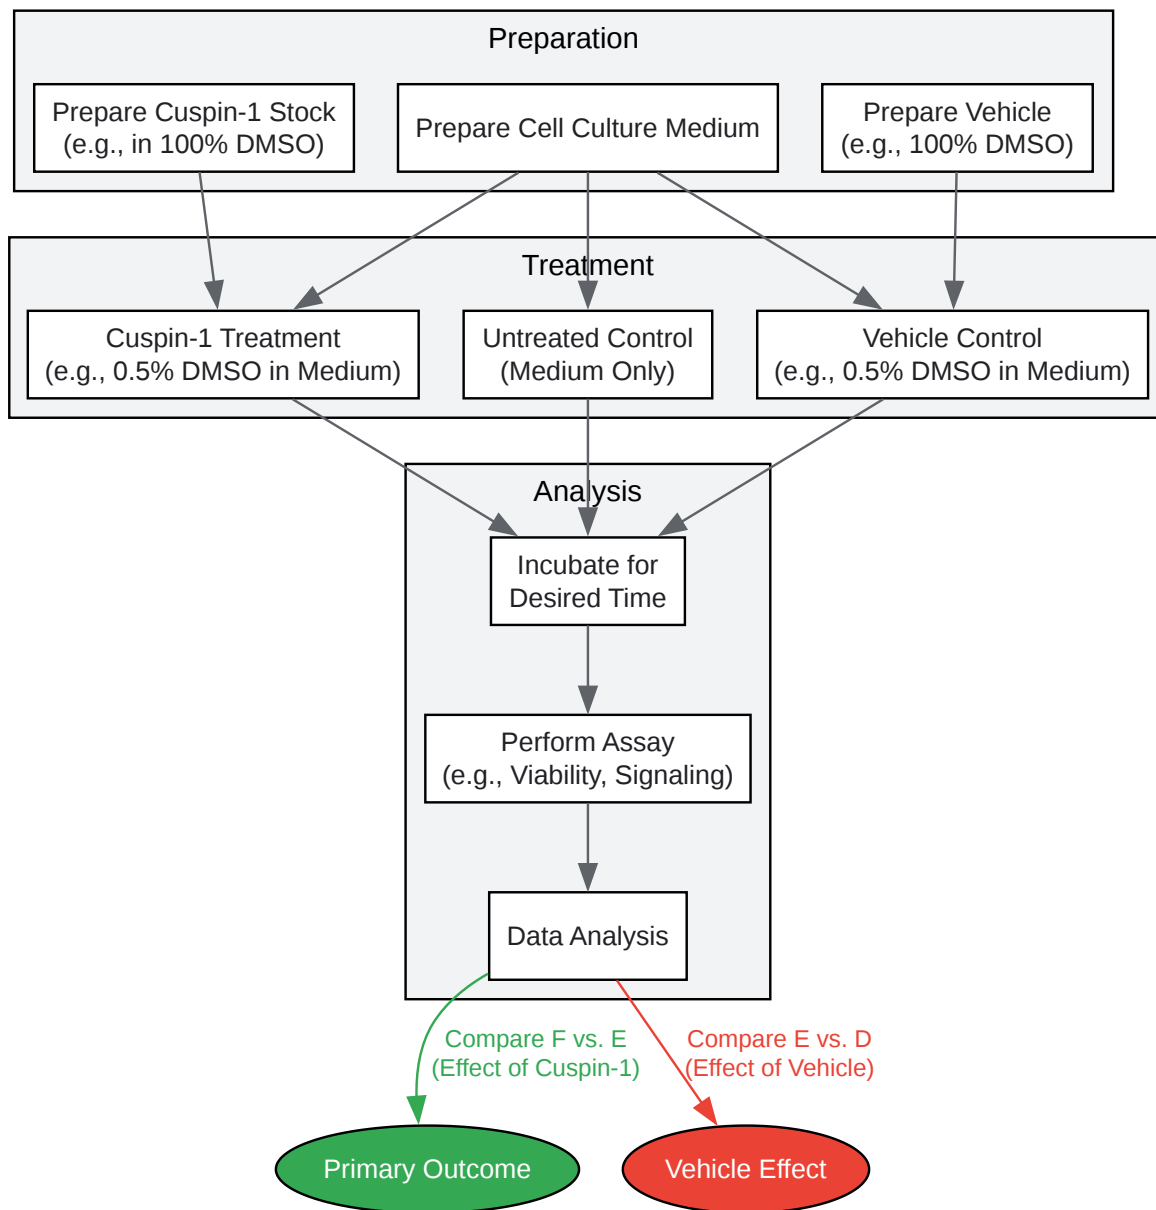 Preparation
Prepare Cuspin-1 Stock
(e.g., in 100% DMSO)
Prepare Cell Culture Medium
Prepare Vehicle
(e.g., 100% DMSO)
Treatment
Cuspin-1 Treatment
(e.g., 0.5% DMSO in Medium)
Untreated Control
(Medium Only)
Vehicle Control
(e.g., 0.5% DMSO in Medium)
Analysis
Incubate for
Desired Time
Perform Assay
(e.g., Viability, Signaling)
Data Analysis
Compare F vs. E
(Effect of Cuspin-1)
Compare E vs. D
(Effect of Vehicle)
Primary Outcome
Vehicle Effect